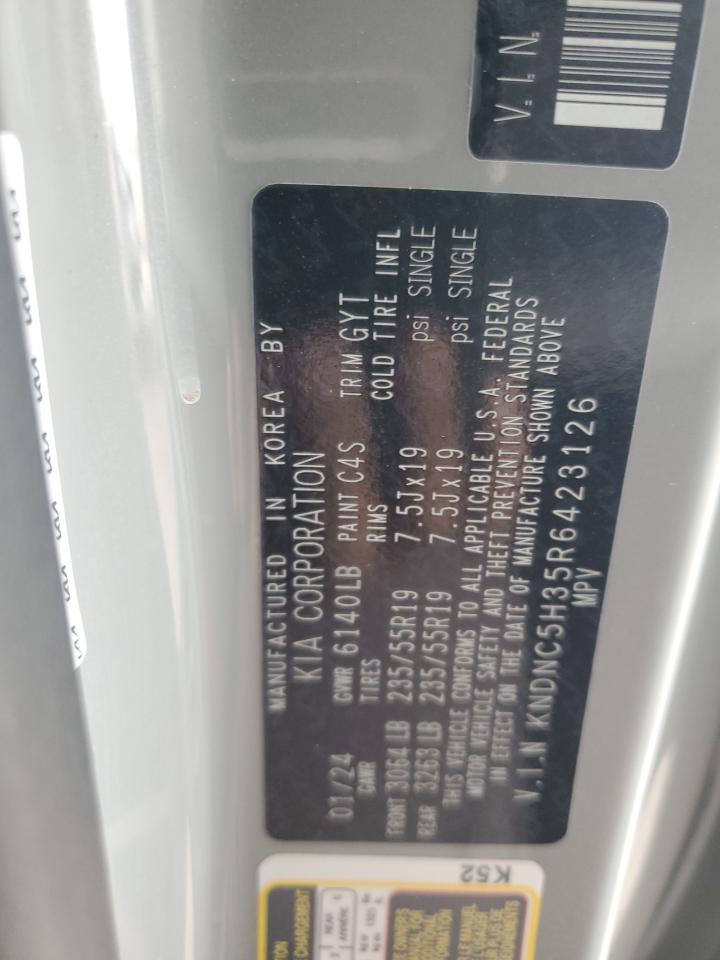 MANUFACTURED IN KOREA BY
KIA CORPORATION
01/24 GVWR 6140LB PAINT C4S TRIM GYT
GAWR TIRES RIMS COLD TIRE INFL
FRONT 3064 LB 235/55R19 7.5Jx19 psi SINGLE
REAR 3263 LB 235/55R19 7.5Jx19 psi SINGLE
THIS VEHICLE CONFORMS TO ALL APPLICABLE U.S.A. FEDERAL
MOTOR VEHICLE SAFETY AND THEFT PREVENTION STANDARDS
IN EFFECT ON THE DATE OF MANUFACTURE SHOWN ABOVE
V.I.N KNDNC5H35R6423126
MPV
V.I.N.
K52
CHARGEMENT